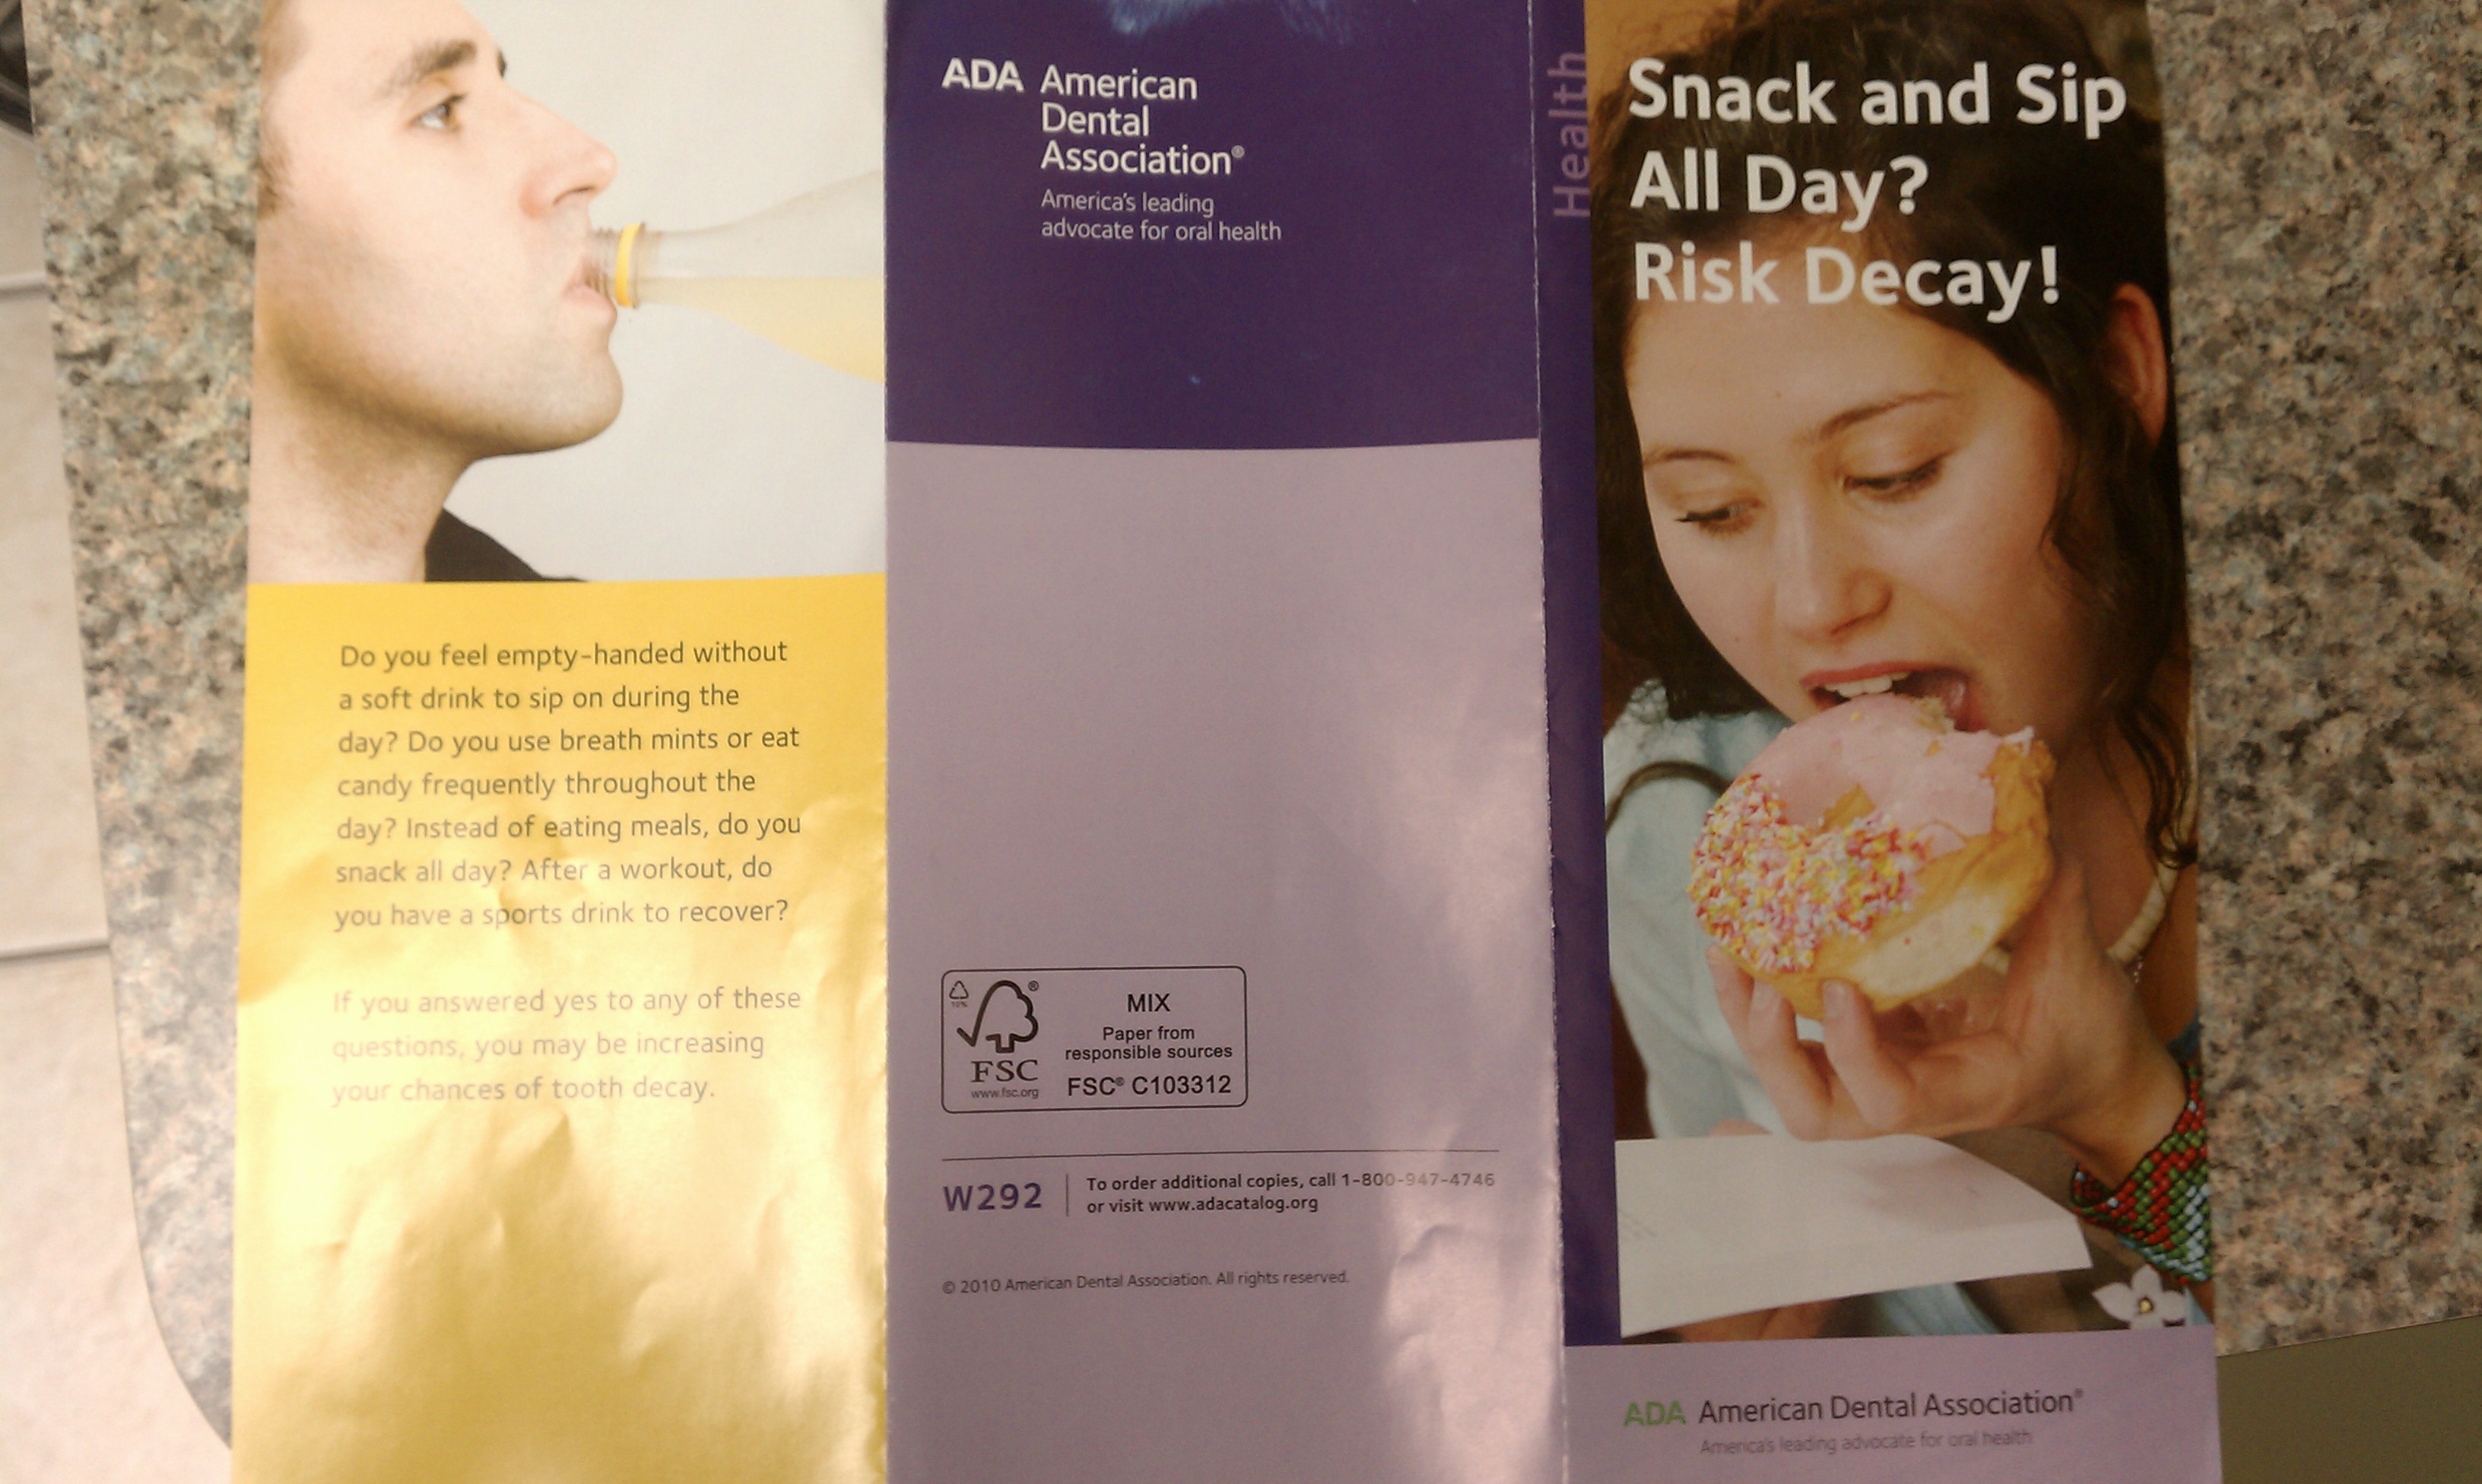 Do you feel empty-handed without
a soft drink to sip on during the
day? Do you use breath mints or eat
candy frequently throughout the
day? Instead of eating meals, do you
snack all day? After a workout, do
you have a sports drink to recover?
If you answered yes to any of these
questions, you may be increasing
your chances of tooth decay.
ADA American
Dental
Association®
America's leading
advocate for oral health
10%
®
FSC
www.fsc.org
MIX
Paper from
responsible sources
FSC® C103312
W292
To order additional copies, call 1-800-947-4746
or visit www.adacatalog.org
© 2010 American Dental Association. All rights reserved.
Health
Snack and Sip
All Day?
Risk Decay!
ADA American Dental Association®
America's leading advocate for oral health